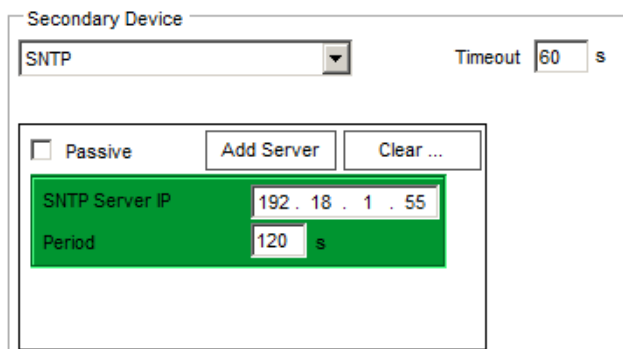 Secondary Device
SNTP Timeout 60 s
Passive Add Server Clear ...
SNTP Server IP 192 . 18 . 1 . 55
Period 120 s